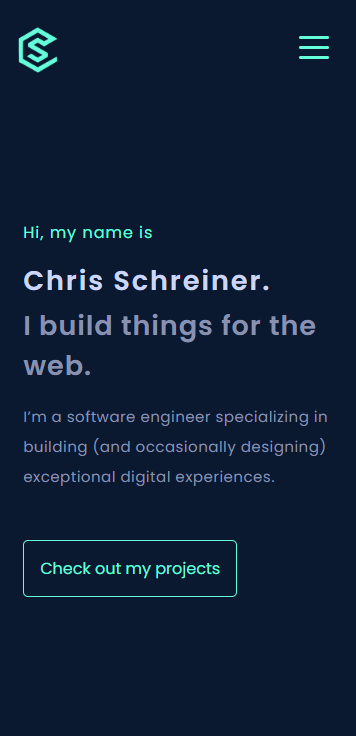 Hi, my name is
Chris Schreiner.
I build things for the
web.
I’m a software engineer specializing in
building (and occasionally designing)
exceptional digital experiences.
Check out my projects